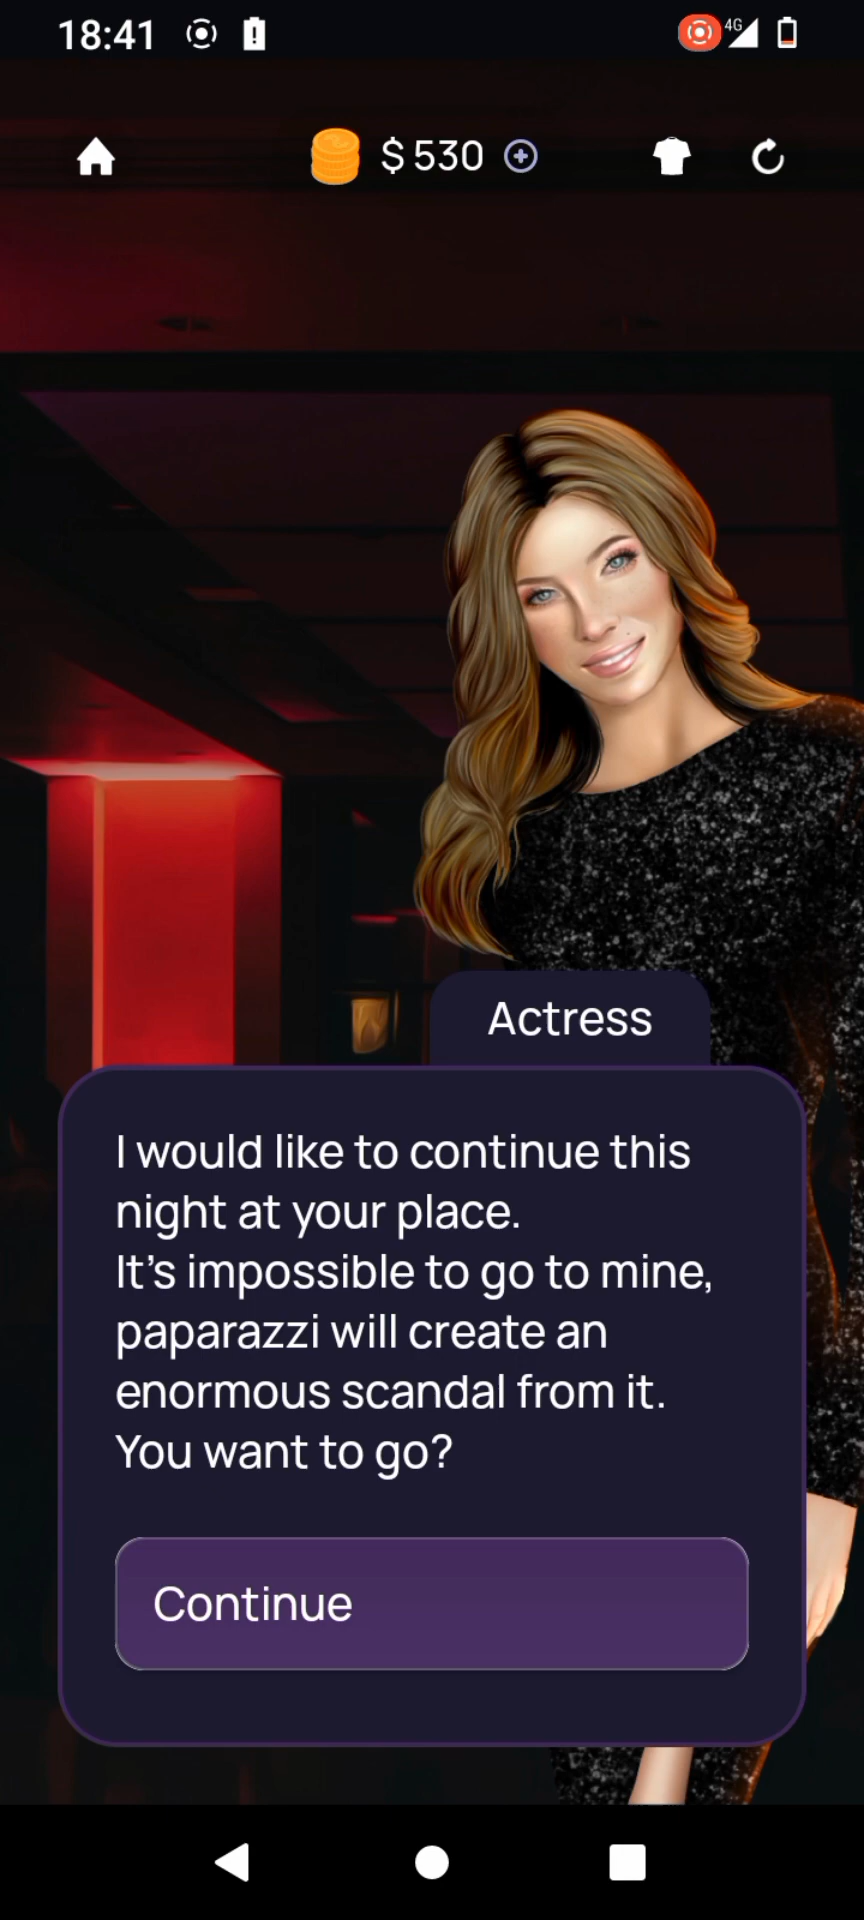 18:41
4G
$ 530
Actress
I would like to continue this
night at your place.
It's impossible to go to mine,
paparazzi will create an
enormous scandal from it.
You want to go?
Continue